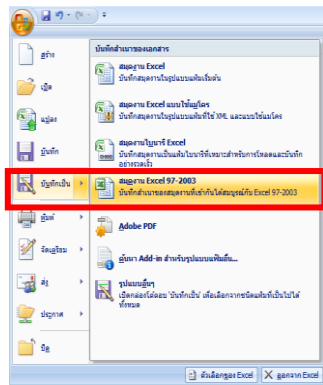 สร้าง
เปิด
แปลง
บันทึก
บันทึกเป็น
พิมพ์
จัดเตรียม
ส่ง
ประกาศ
ปิด
บันทึกสำเนาของเอกสาร
สมุดงาน Excel
บันทึกสมุดงานในรูปแบบแฟ้มเริ่มต้น
สมุดงาน Excel แบบใช้แมโคร
บันทึกสมุดงานในรูปแบบแฟ้มที่ใช้ XML และแบบใช้แมโคร
สมุดงานไบนารี Excel
บันทึกสมุดงานเป็นแฟ้มไบนารีที่เหมาะสำหรับการโหลดและบันทึก
อย่างรวดเร็ว
สมุดงาน Excel 97-2003
บันทึกสำเนาของสมุดงานที่เข้ากันได้สมบูรณ์กับ Excel 97-2003
Adobe PDF
ค้นหา Add-in สำหรับรูปแบบแฟ้มอื่น...
รูปแบบอื่นๆ
เปิดกล่องโต้ตอบ 'บันทึกเป็น' เพื่อเลือกจากชนิดแฟ้มที่เป็นไปได้
ทั้งหมด
ตัวเลือกของ Excel
ออกจาก Excel